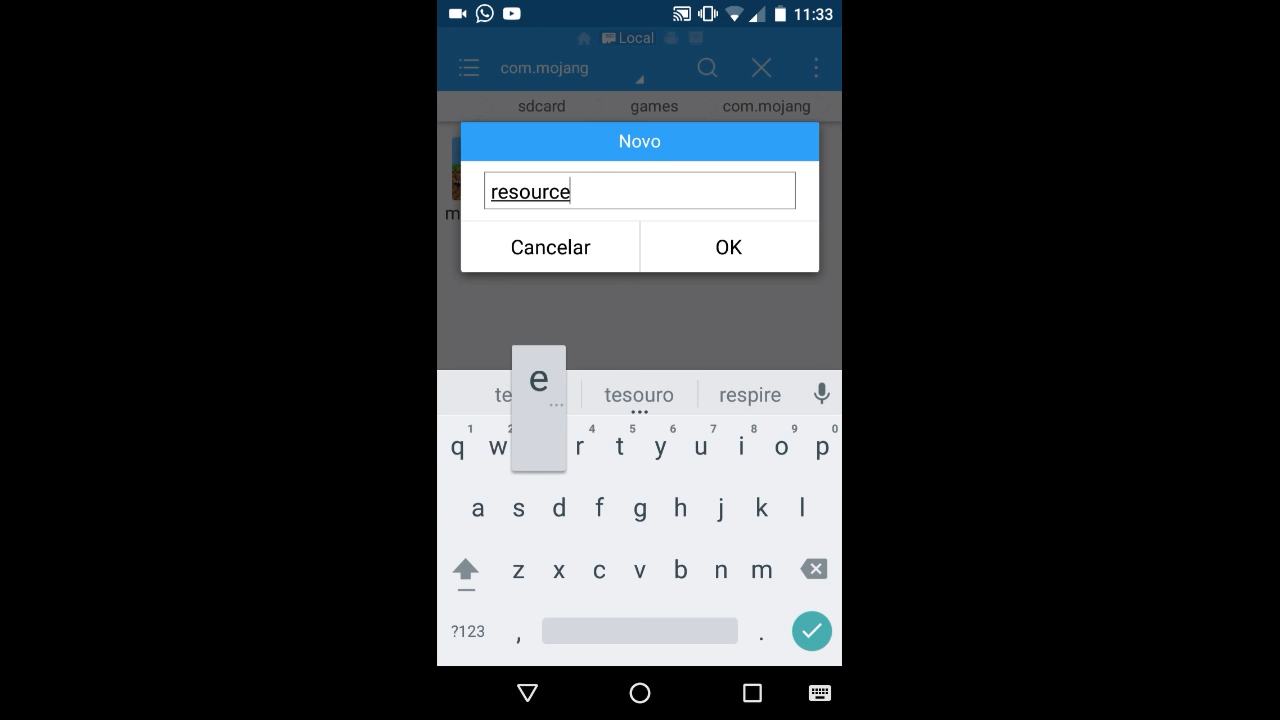 11:33
Local
com.mojang
sdcard games com.mojang
Novo
resource
m
Cancelar OK
e
te tesouro respire
1 2 4 5 6 7 8 9 0
q w r t y u i o p
a s d f g h j k l
z x c v b n m
?123 , .